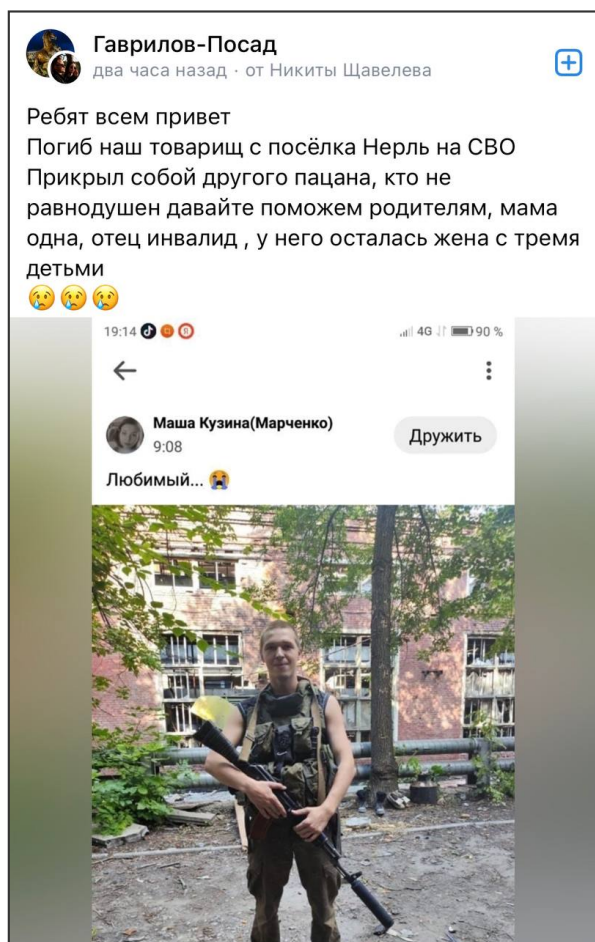 Гаврилов-Посад
два часа назад · от Никиты Щавелева
Ребят всем привет
Погиб наш товарищ с посёлка Нерль на СВО
Прикрыл собой другого пацана, кто не
равнодушен давайте поможем родителям, мама
одна, отец инвалид , у него осталась жена с тремя
детьми
19:14
4G
90 %
Маша Кузина(Марченко)
9:08
Дружить
Любимый...